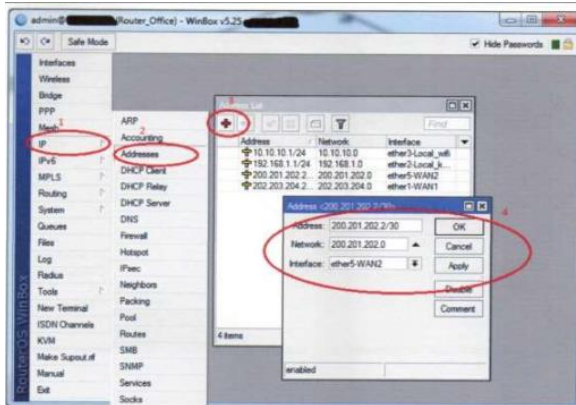 admin@ (Router_Office) - WinBox v5.25
Safe Mode
Hide Passwords
Interfaces
Wireless
Bridge
PPP
Mesh
1
IP
IPv6
MPLS
Routing
System
Queues
Files
Log
Radius
Tools
New Terminal
ISDN Channels
KVM
Make Supout.rif
Manual
Exit
RouterOS WinBox
ARP
Accounting
2
Addresses
DHCP Client
DHCP Relay
DHCP Server
DNS
Firewall
Hotspot
IPsec
Neighbors
Packing
Pool
Routes
SMB
SNMP
Services
Socks
Address List
3
Find
Address Network Interface
10.10.10.1/24 10.10.10.0 ether3-Local_wifi
192.168.1.1/24 192.168.1.0 ether2-Local_k...
200.201.202.2... 200.201.202.0 ether5-WAN2
202.203.204.2... 202.203.204.0 ether1-WAN1
4 items
Address <200.201.202.2/30>
4
Address: 200.201.202.2/30 OK
Network: 200.201.202.0 Cancel
Interface: ether5-WAN2 Apply
Disable
Comment
enabled